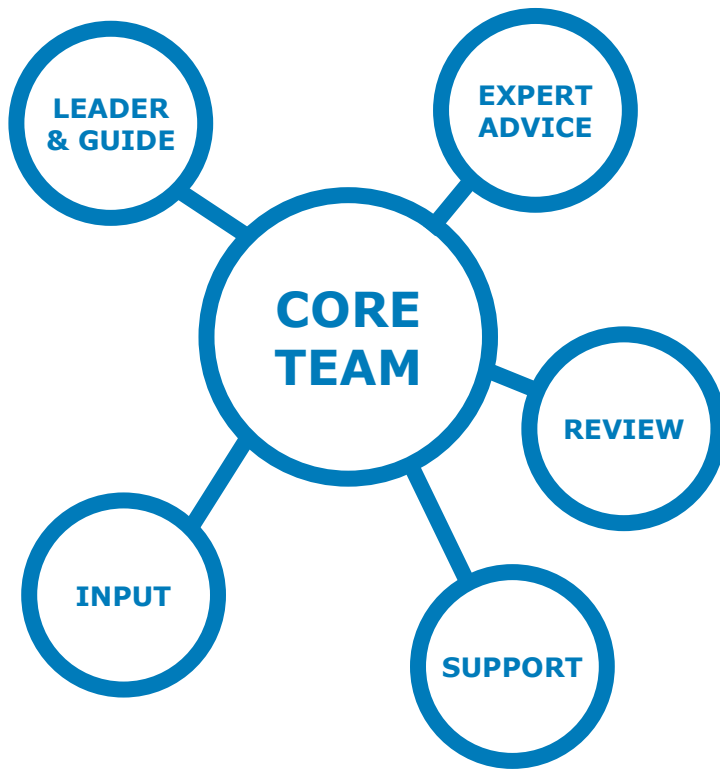 LEADER
& GUIDE
EXPERT
ADVICE
CORE
TEAM
REVIEW
INPUT
SUPPORT